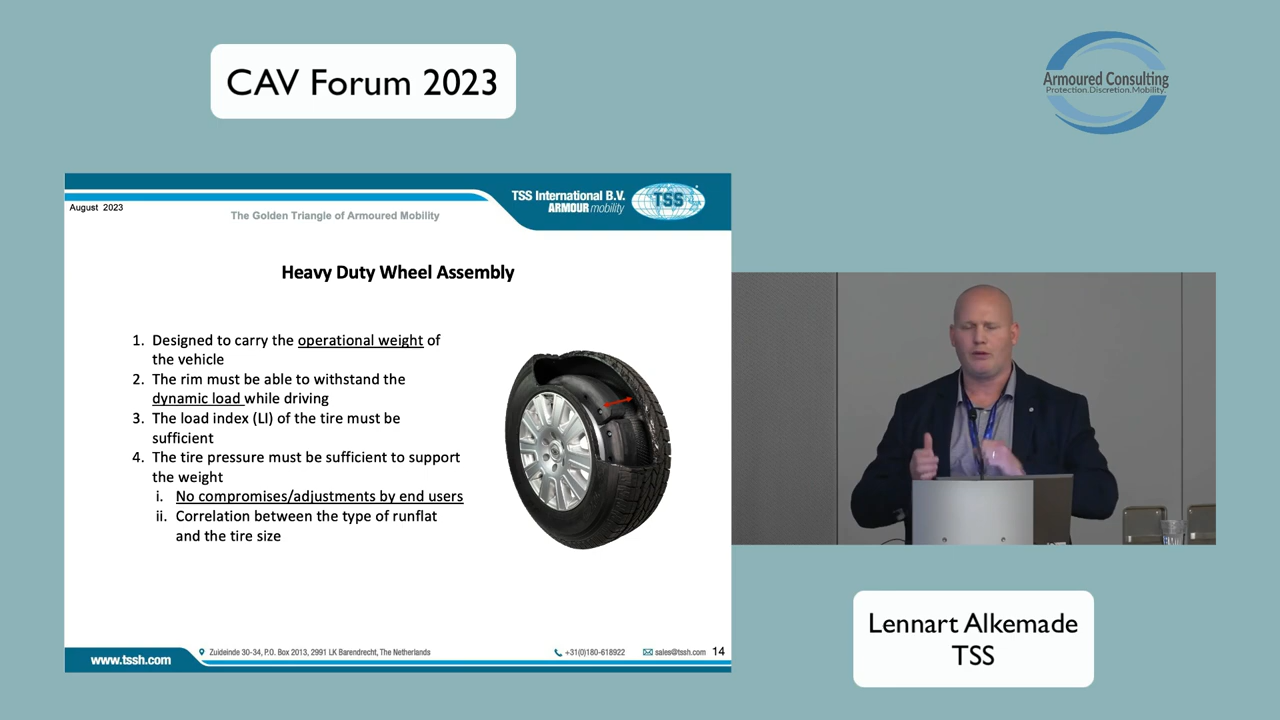 CAV Forum 2023
Armoured Consulting
Protection.Discretion.Mobility.
TSS International B.V.
ARMOUR mobility
TSS
August 2023
The Golden Triangle of Armoured Mobility
Heavy Duty Wheel Assembly
1. Designed to carry the operational weight of
the vehicle
2. The rim must be able to withstand the
dynamic load while driving
3. The load index (LI) of the tire must be
sufficient
4. The tire pressure must be sufficient to support
the weight
i. No compromises/adjustments by end users
ii. Correlation between the type of runflat
and the tire size
www.tssh.com
Zuideinde 30-34, P.O. Box 2013, 2991 LK Barendrecht, The Netherlands
+31(0)180-618922
sales@tssh.com
14
Lennart Alkemade
TSS